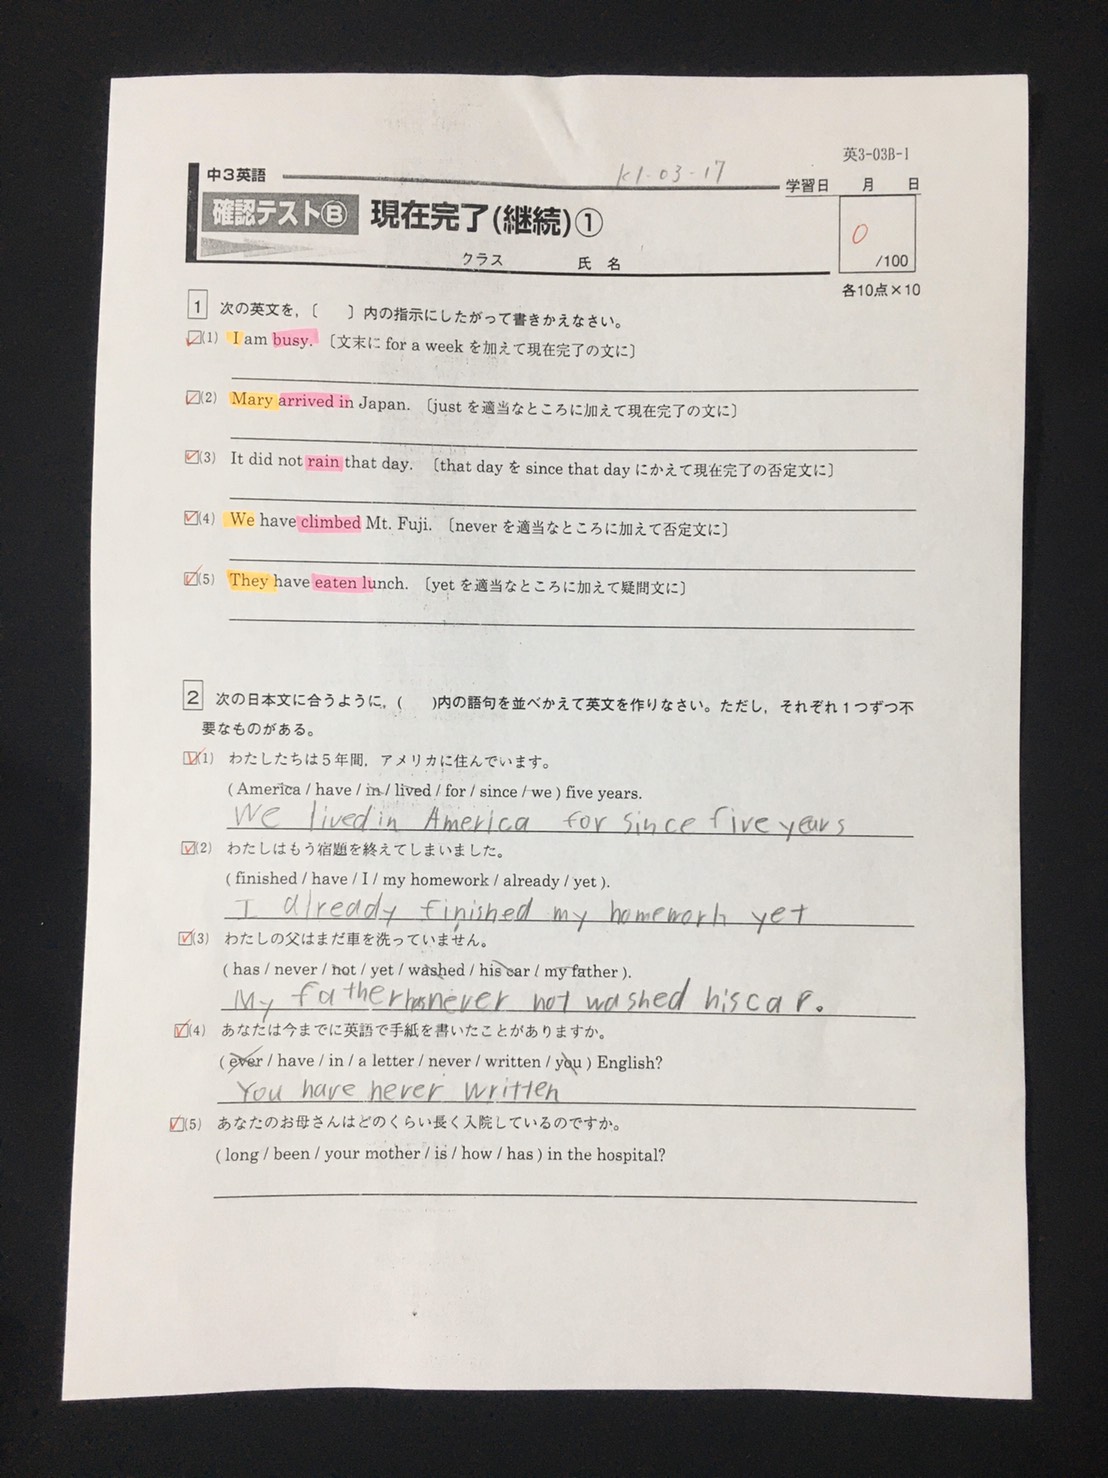 英3-03B-1
中3英語
K1-03-17
学習日 月 日
確認テストⒷ 現在完了(継続)①
0
/100
クラス 氏名
各10点×10
1 次の英文を,〔 〕内の指示にしたがって書きかえなさい。
(1) I am busy. 〔文末に for a week を加えて現在完了の文に〕
(2) Mary arrived in Japan. 〔just を適当なところに加えて現在完了の文に〕
(3) It did not rain that day. 〔that day を since that day にかえて現在完了の否定文に〕
(4) We have climbed Mt. Fuji. 〔never を適当なところに加えて否定文に〕
(5) They have eaten lunch. 〔yet を適当なところに加えて疑問文に〕
2 次の日本文に合うように,( )内の語句を並べかえて英文を作りなさい。ただし,それぞれ1つずつ不
要なものがある。
(1) わたしたちは5年間,アメリカに住んでいます。
( America / have / in / lived / for / since / we ) five years.
We lived in America for since five years
(2) わたしはもう宿題を終えてしまいました。
( finished / have / I / my homework / already / yet ).
I already finished my homeworh yet
(3) わたしの父はまだ車を洗っていません。
( has / never / not / yet / washed / his car / my father ).
My father has never not washed his car.
(4) あなたは今までに英語で手紙を書いたことがありますか。
( ever / have / in / a letter / never / written / you ) English?
You have never written
(5) あなたのお母さんはどのくらい長く入院しているのですか。
( long / been / your mother / is / how / has ) in the hospital?